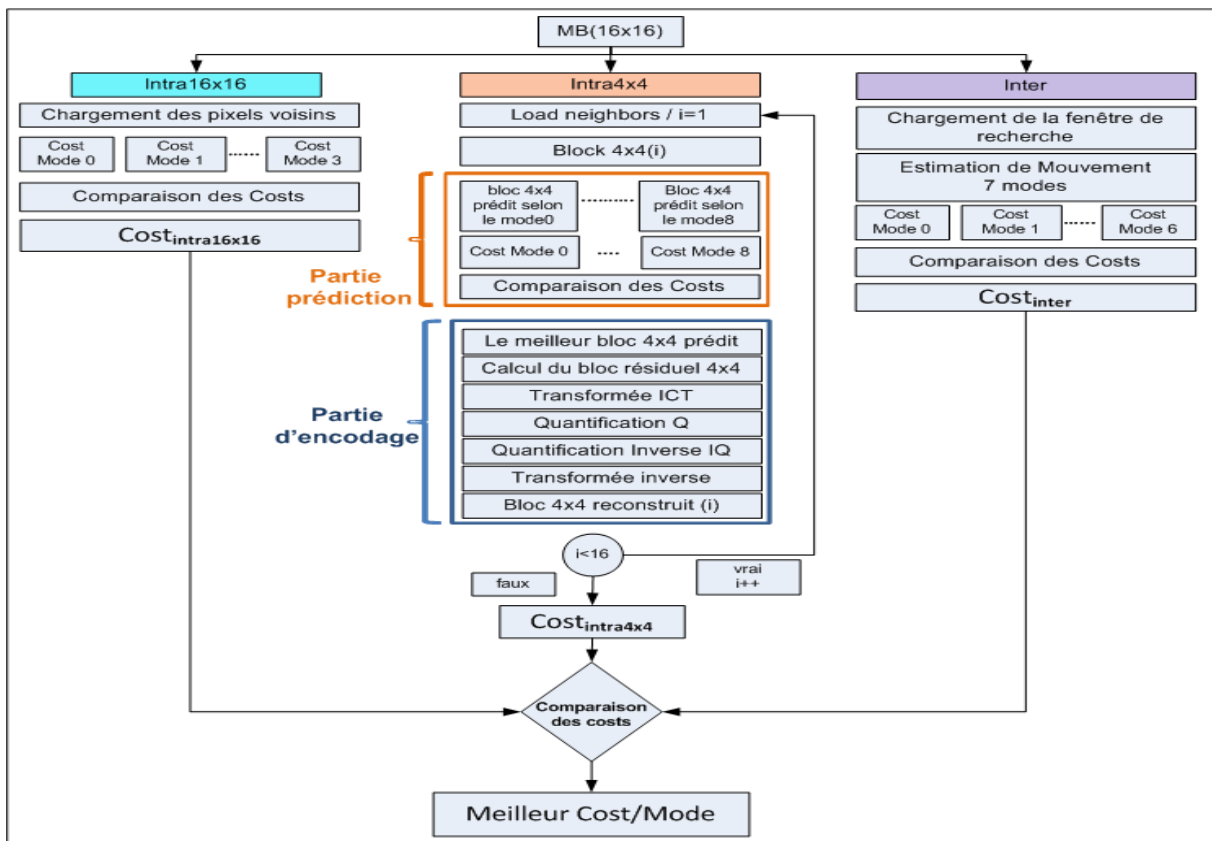 MB(16x16)
Intra16x16
Chargement des pixels voisins
Cost
Mode 0
Cost
Mode 1
......
Cost
Mode 3
Comparaison des Costs
Costintra16x16
Intra4x4
Load neighbors / i=1
Block 4x4(i)
Partie
prédiction
bloc 4x4
prédit selon
le mode0
..........
Bloc 4x4
prédit selon
le mode8
Cost Mode 0
....
Cost Mode 8
Comparaison des Costs
Partie
d'encodage
Le meilleur bloc 4x4 prédit
Calcul du bloc résiduel 4x4
Transformée ICT
Quantification Q
Quantification Inverse IQ
Transformée inverse
Bloc 4x4 reconstruit (i)
i<16
faux
vrai
i++
Costintra4x4
Inter
Chargement de la fenêtre de
recherche
Estimation de Mouvement
7 modes
Cost
Mode 0
Cost
Mode 1
......
Cost
Mode 6
Comparaison des Costs
Costinter
Comparaison
des costs
Meilleur Cost/Mode